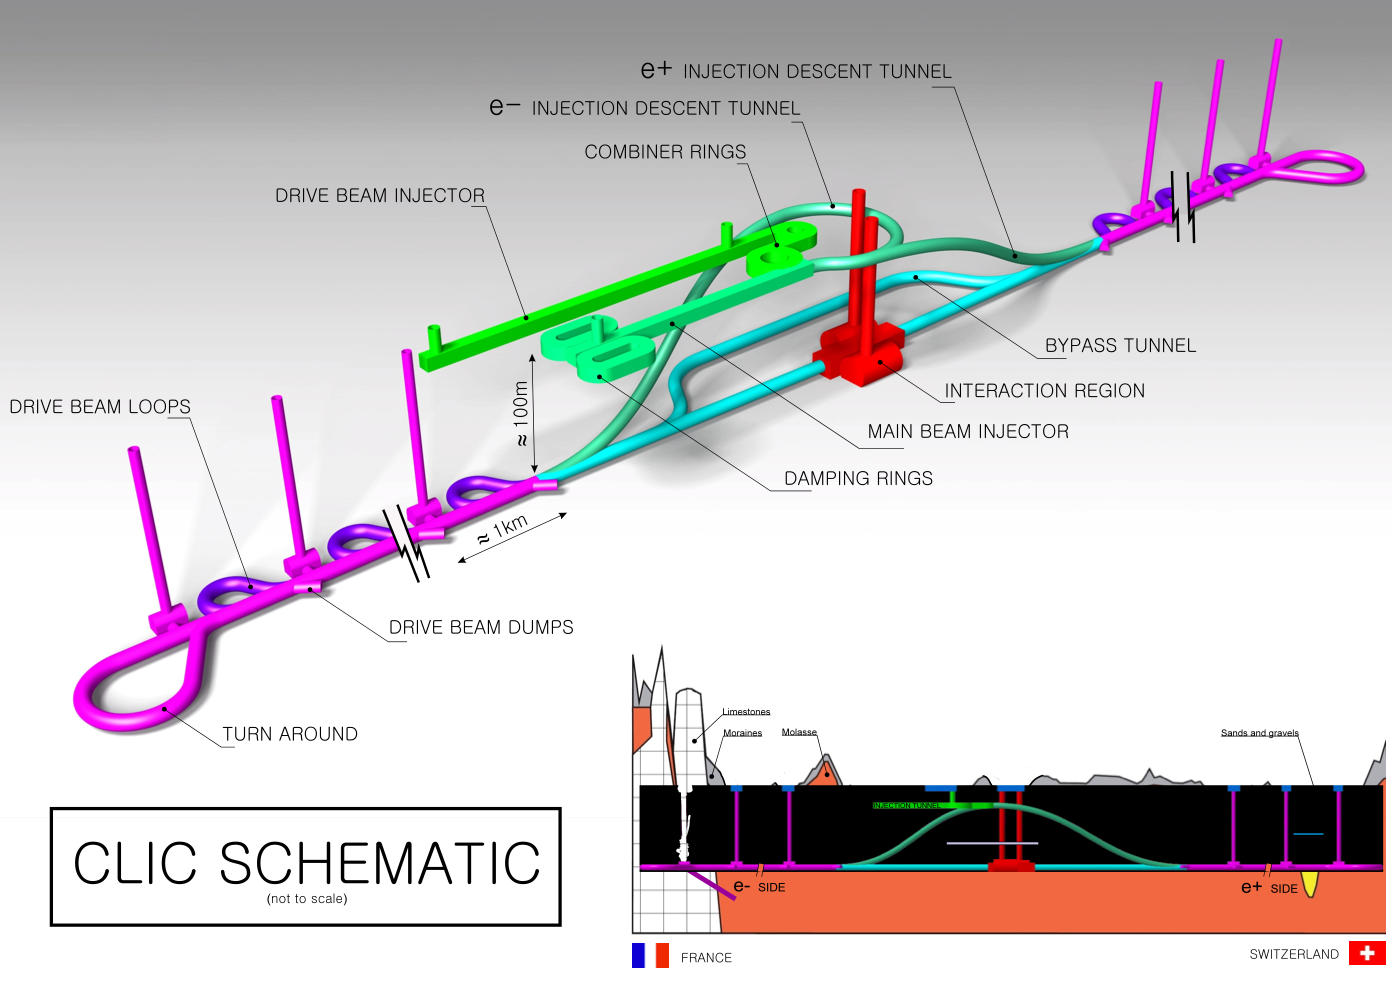 e+ INJECTION DESCENT TUNNEL
e- INJECTION DESCENT TUNNEL
COMBINER RINGS
DRIVE BEAM INJECTOR
BYPASS TUNNEL
INTERACTION REGION
DRIVE BEAM LOOPS
≈ 100m
MAIN BEAM INJECTOR
DAMPING RINGS
≈ 1km
DRIVE BEAM DUMPS
TURN AROUND
Limestones
Moraines
Molasse
Sands and gravels
INJECTION TUNNEL
CLIC SCHEMATIC
(not to scale)
e- SIDE
e+ SIDE
FRANCE
SWITZERLAND